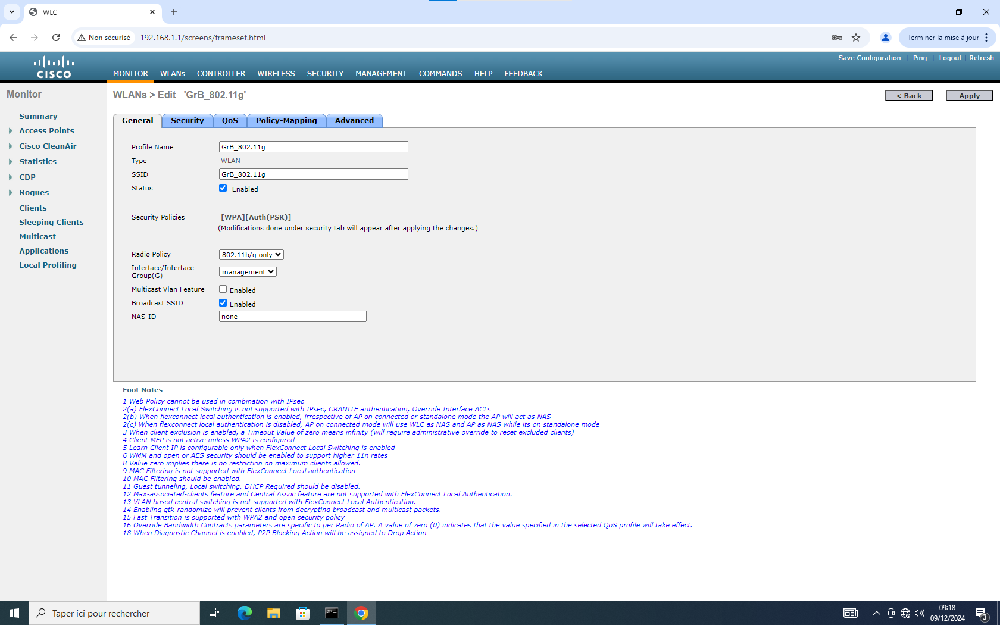 WLC
Non sécurisé
192.168.1.1/screens/frameset.html
Terminer la mise à jour
Save Configuration
Ping
Logout
Refresh
CISCO
MONITOR
WLANs
CONTROLLER
WIRELESS
SECURITY
MANAGEMENT
COMMANDS
HELP
FEEDBACK
Monitor
Summary
Access Points
Cisco CleanAir
Statistics
CDP
Rogues
Clients
Sleeping Clients
Multicast
Applications
Local Profiling
WLANs > Edit 'GrB_802.11g'
< Back
Apply
General
Security
QoS
Policy-Mapping
Advanced
Profile Name GrB_802.11g
Type WLAN
SSID GrB_802.11g
Status Enabled
Security Policies [WPA][Auth(PSK)]
(Modifications done under security tab will appear after applying the changes.)
Radio Policy 802.11b/g only
Interface/Interface
Group(G) management
Multicast Vlan Feature Enabled
Broadcast SSID Enabled
NAS-ID none
Foot Notes
1 Web Policy cannot be used in combination with IPsec
2(a) FlexConnect Local Switching is not supported with IPsec, CRANITE authentication, Override Interface ACLs
2(b) When flexconnect local authentication is enabled, irrespective of AP on connected or standalone mode the AP will act as NAS
2(c) When flexconnect local authentication is disabled, AP on connected mode will use WLC as NAS and AP as NAS while its on standalone mode
3 When client exclusion is enabled, a Timeout Value of zero means infinity (will require administrative override to reset excluded clients)
4 Client MFP is not active unless WPA2 is configured
5 Learn Client IP is configurable only when FlexConnect Local Switching is enabled
6 WMM and open or AES security should be enabled to support higher 11n rates
8 Value zero implies there is no restriction on maximum clients allowed.
9 MAC Filtering is not supported with FlexConnect Local authentication
10 MAC Filtering should be enabled.
11 Guest tunneling, Local switching, DHCP Required should be disabled.
12 Max-associated-clients feature and Central Assoc feature are not supported with FlexConnect Local Authentication.
13 VLAN based central switching is not supported with FlexConnect Local Authentication.
14 Enabling gtk-randomize will prevent clients from decrypting broadcast and multicast packets.
15 Fast Transition is supported with WPA2 and open security policy
16 Override Bandwidth Contracts parameters are specific to per Radio of AP. A value of zero (0) indicates that the value specified in the selected QoS profile will take effect.
18 When Diagnostic Channel is enabled, P2P Blocking Action will be assigned to Drop Action
Taper ici pour rechercher
09:18
09/12/2024
3